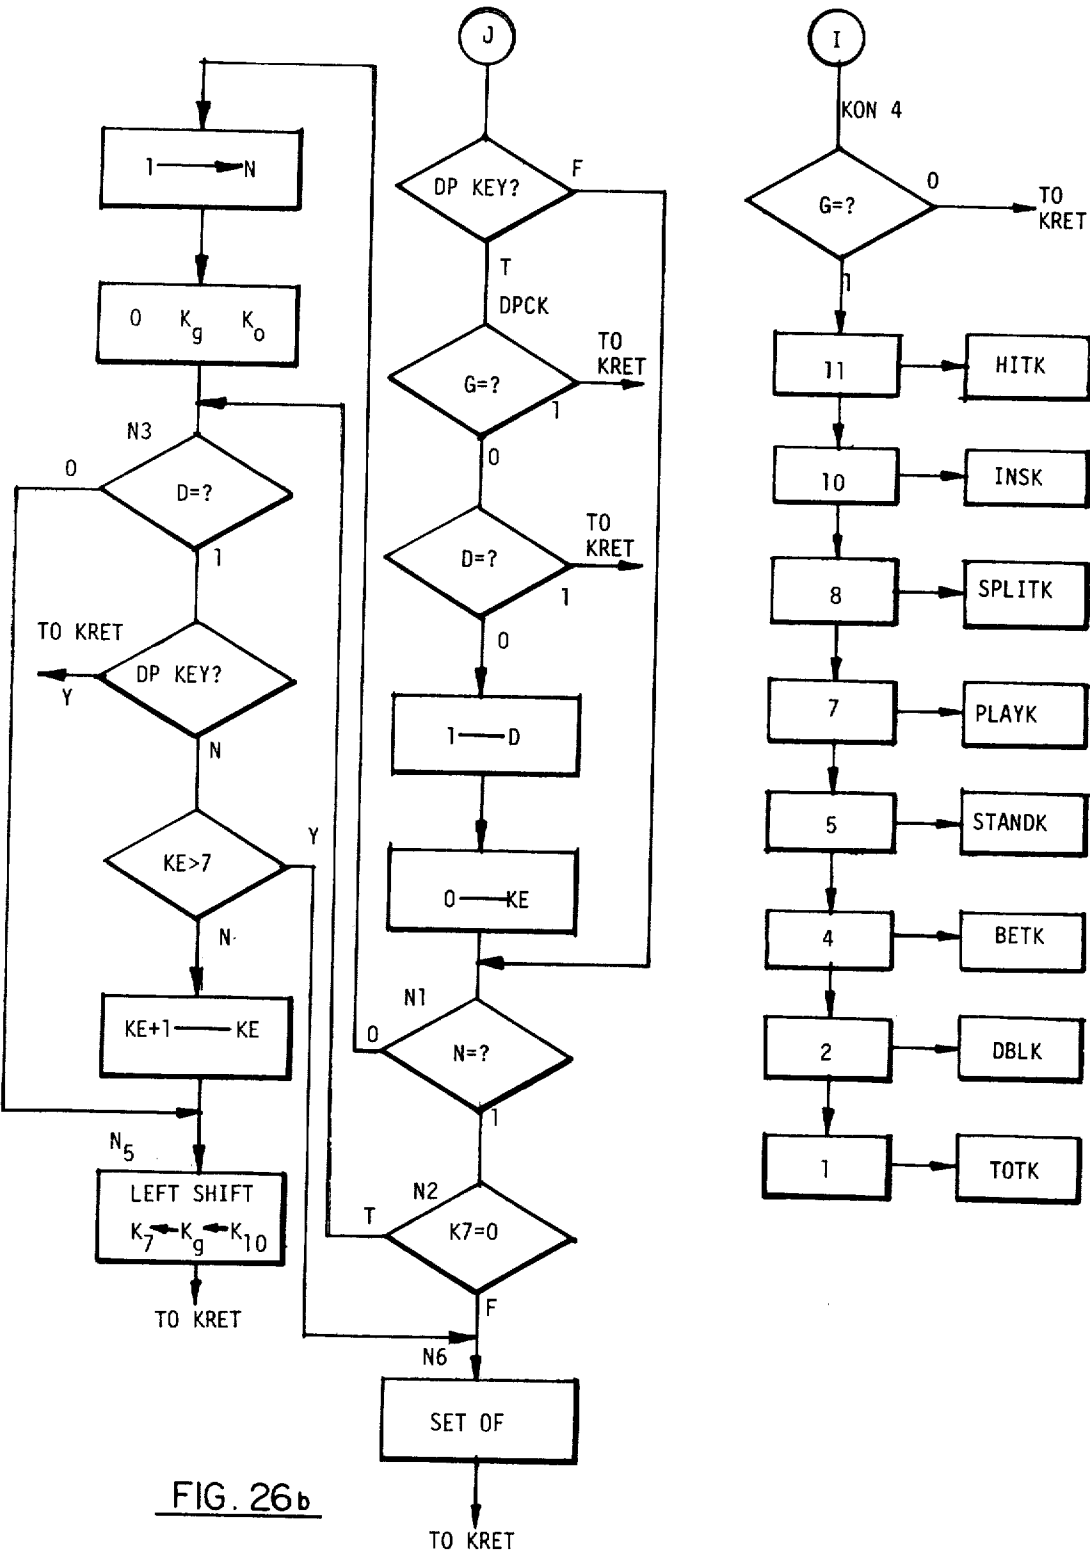 J
DP KEY?
F
T
DPCK
G=?
TO
KRET
1
0
D=?
TO
KRET
1
0
1 D
0 KE
N1
0
N=?
1
N2
T
K7=0
F
N6
SET OF
TO KRET
1 N
0 Kg Ko
N3
0
D=?
1
TO KRET
DP KEY?
Y
N
KE>7
Y
N
KE+1 KE
N5
LEFT SHIFT
K7 Kg K10
TO KRET
I
KON 4
G=?
0
TO
KRET
1
11 HITK
10 INSK
8 SPLITK
7 PLAYK
5 STANDK
4 BETK
2 DBLK
1 TOTK
FIG. 26b